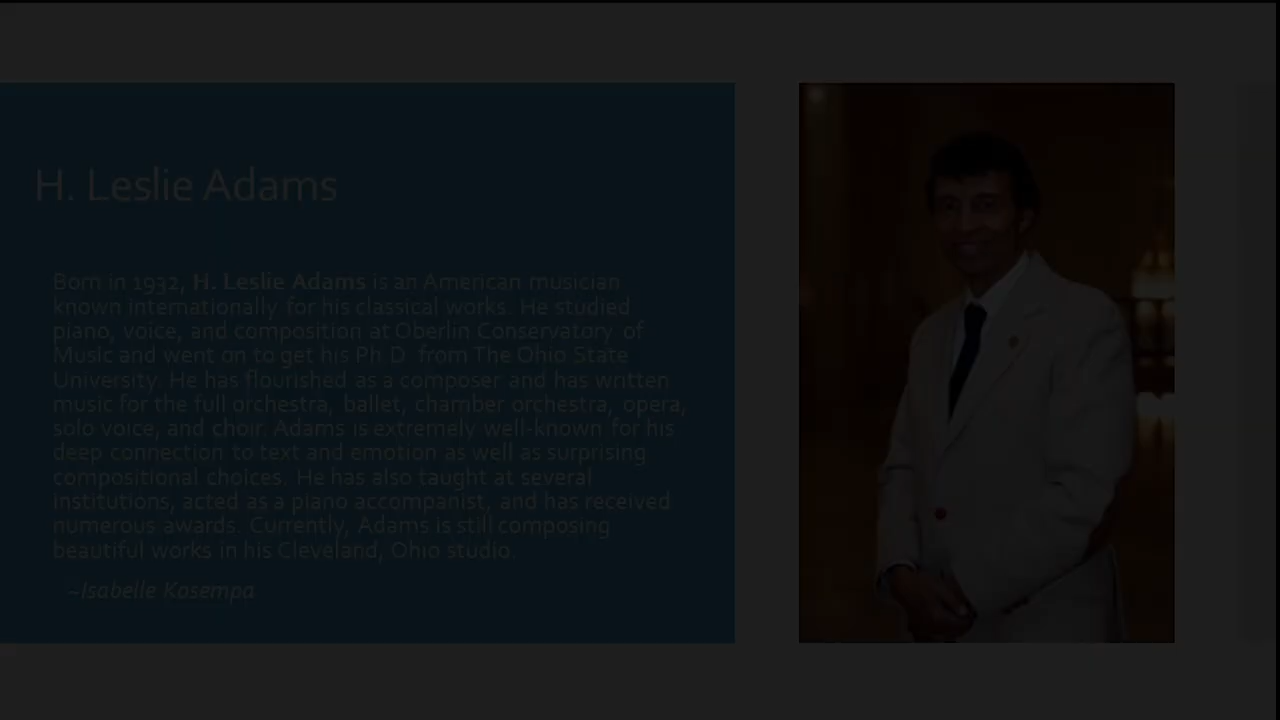 H. Leslie Adams
Born in 1932, H. Leslie Adams is an American musician
known internationally for his classical works. He studied
piano, voice, and composition at Oberlin Conservatory of
Music and went on to get his Ph.D. from The Ohio State
University. He has flourished as a composer and has written
music for the full orchestra, ballet, chamber orchestra, opera,
solo voice, and choir. Adams is extremely well-known for his
deep connection to text and emotion as well as surprising
compositional choices. He has also taught at several
institutions, acted as a piano accompanist, and has received
numerous awards. Currently, Adams is still composing
beautiful works in his Cleveland, Ohio studio.
~Isabelle Kosempa